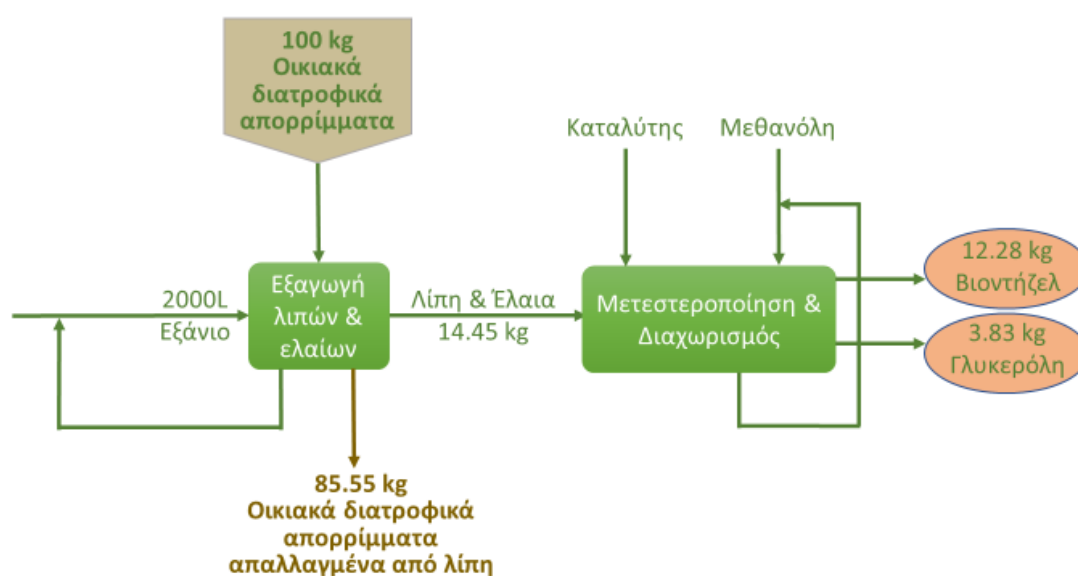 100 kg
Οικιακά
διατροφικά
απορρίμματα
Καταλύτης
Μεθανόλη
2000L
Εξάνιο
Εξαγωγή
λιπών &
ελαίων
Λίπη & Έλαια
14.45 kg
Μετεστεροποίηση &
Διαχωρισμός
12.28 kg
Βιοντήζελ
3.83 kg
Γλυκερόλη
85.55 kg
Οικιακά διατροφικά
απορρίμματα
απαλλαγμένα από λίπη